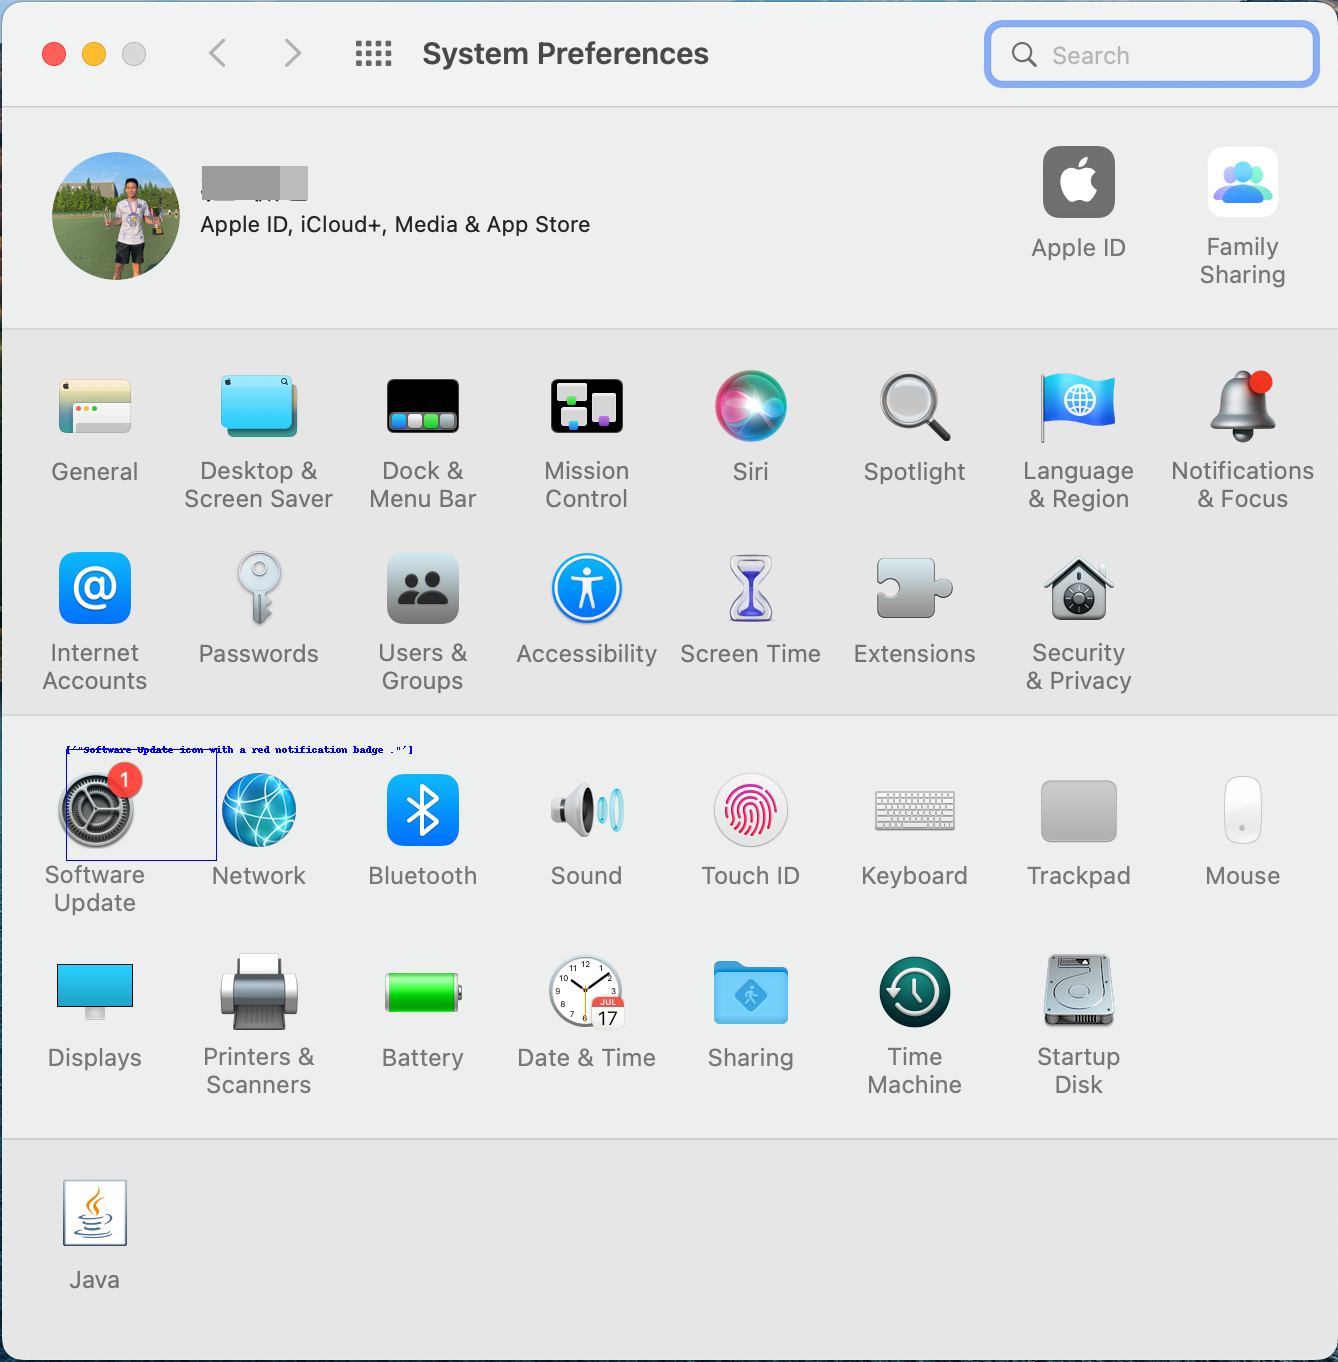 System Preferences
Search
Apple ID, iCloud+, Media & App Store
Apple ID
Family
Sharing
General
Desktop &
Screen Saver
Dock &
Menu Bar
Mission
Control
Siri
Spotlight
Language
& Region
Notifications
& Focus
Internet
Accounts
Passwords
Users &
Groups
Accessibility
Screen Time
Extensions
Security
& Privacy
['"Software Update icon with a red notification badge ."']
1
Software
Update
Network
Bluetooth
Sound
Touch ID
Keyboard
Trackpad
Mouse
Displays
Printers &
Scanners
Battery
12
11
1
10
2
9
3
8
7
6
JUL
17
Date & Time
Sharing
Time
Machine
Startup
Disk
Java